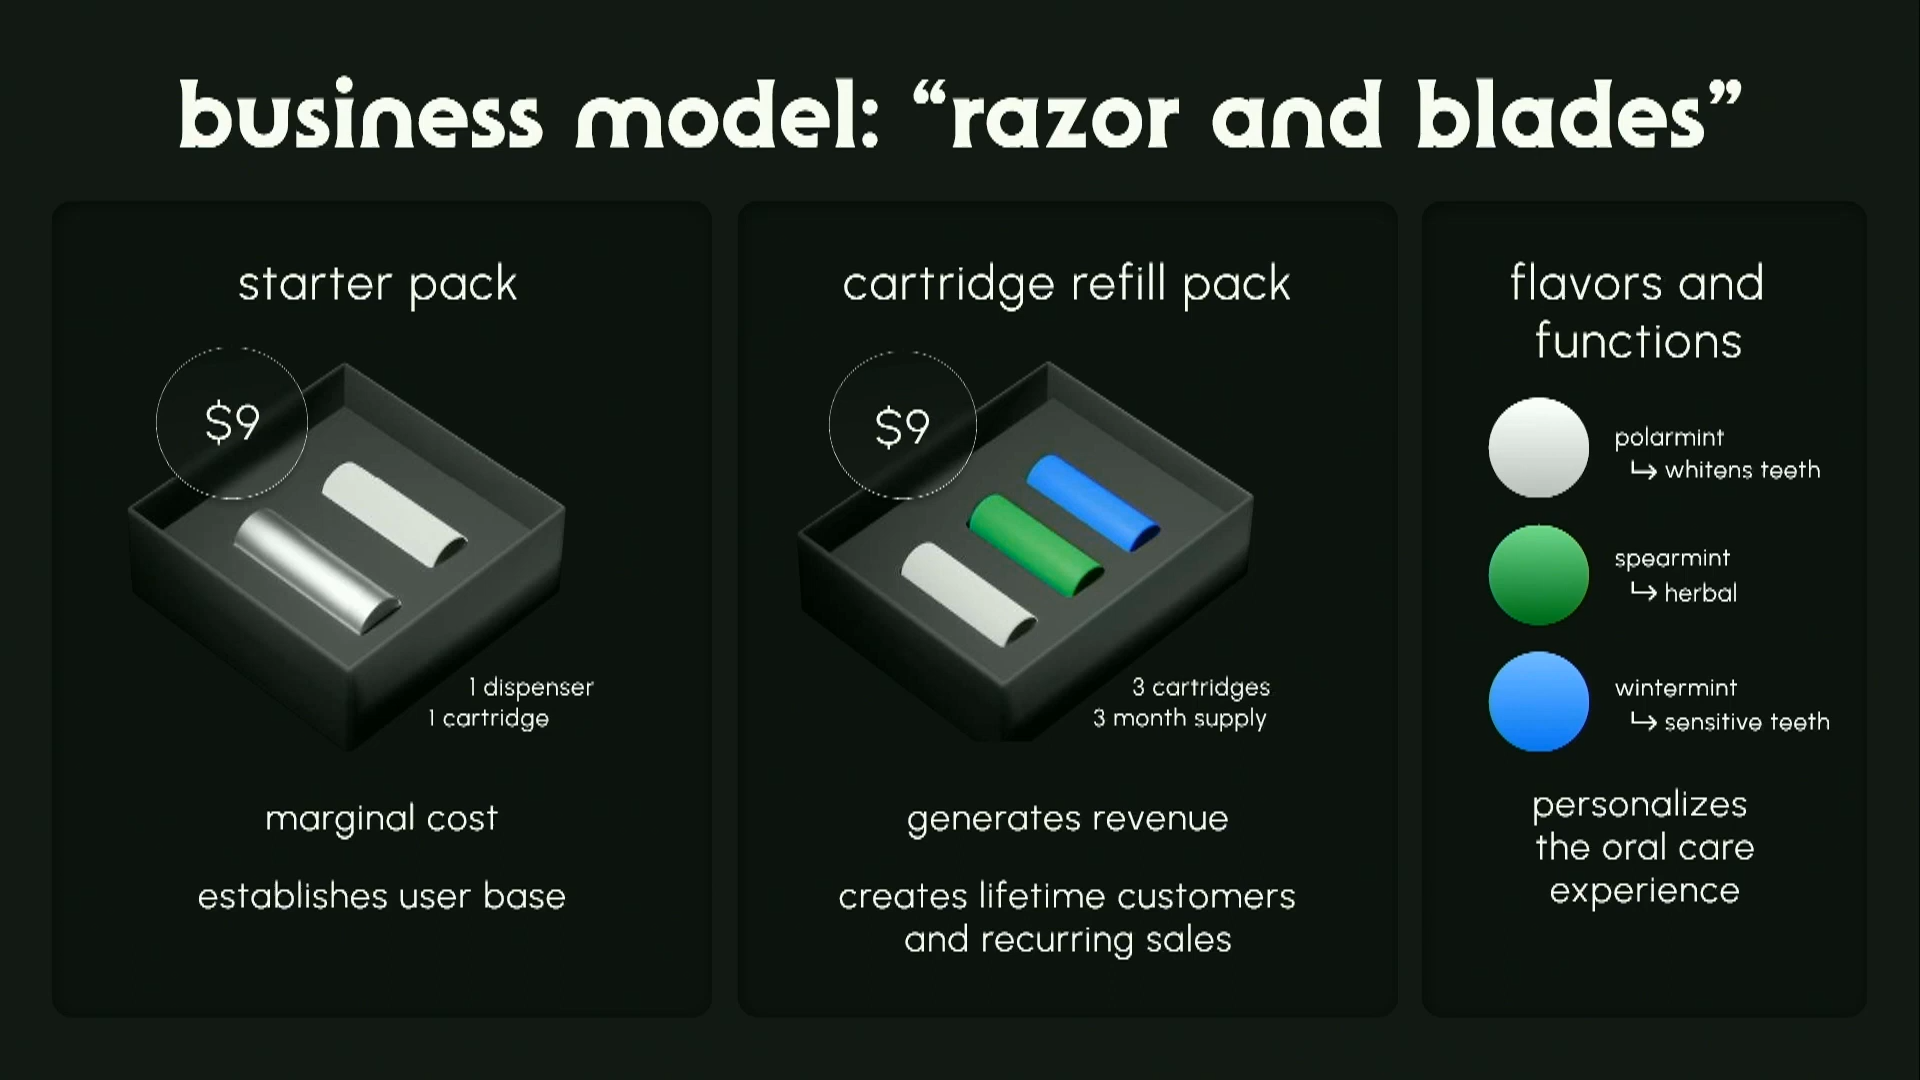 business model: “razor and blades”
starter pack
$9
1 dispenser
1 cartridge
marginal cost
establishes user base
cartridge refill pack
$9
3 cartridges
3 month supply
generates revenue
creates lifetime customers
and recurring sales
flavors and
functions
polarmint
↳ whitens teeth
spearmint
↳ herbal
wintermint
↳ sensitive teeth
personalizes
the oral care
experience